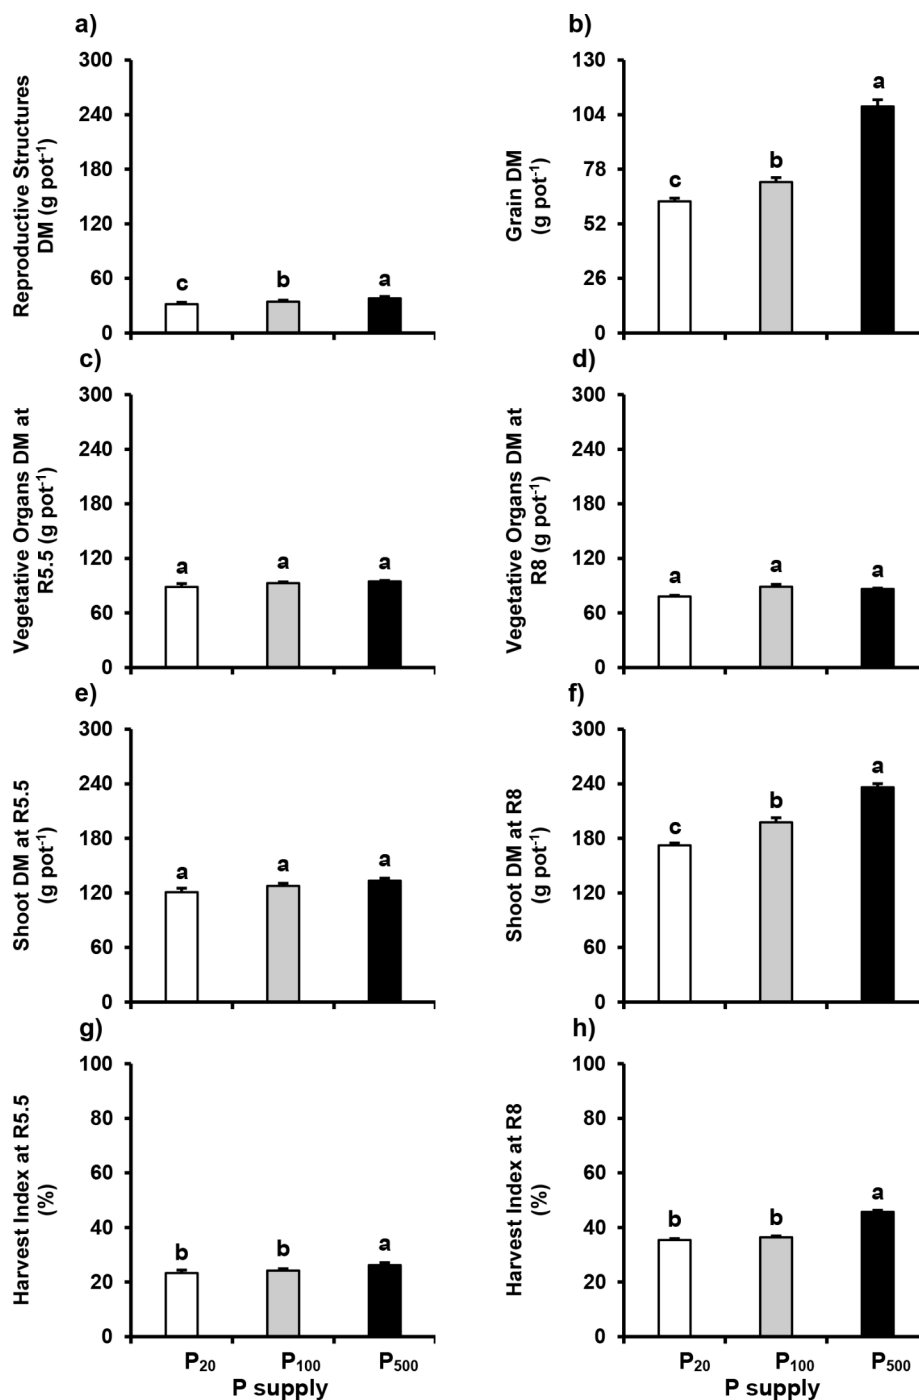 a)
Reproductive Structures
DM (g pot⁻¹)
300
240
180
120
60
0
c
b
a
b)
Grain DM
(g pot⁻¹)
130
104
78
52
26
0
c
b
a
c)
Vegetative Organs DM at
R5.5 (g pot⁻¹)
300
240
180
120
60
0
a
a
a
d)
Vegetative Organs DM at
R8 (g pot⁻¹)
300
240
180
120
60
0
a
a
a
e)
Shoot DM at R5.5
(g pot⁻¹)
300
240
180
120
60
0
a
a
a
f)
Shoot DM at R8
(g pot⁻¹)
300
240
180
120
60
0
c
b
a
g)
Harvest Index at R5.5
(%)
100
80
60
40
20
0
b
b
a
P₂₀ P₁₀₀ P₅₀₀
P supply
h)
Harvest Index at R8
(%)
100
80
60
40
20
0
b
b
a
P₂₀ P₁₀₀ P₅₀₀
P supply